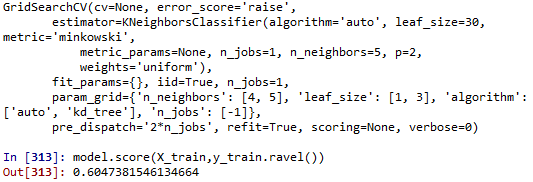 GridSearchCV(cv=None, error_score='raise',
estimator=KNeighborsClassifier(algorithm='auto', leaf_size=30,
metric='minkowski',
metric_params=None, n_jobs=1, n_neighbors=5, p=2,
weights='uniform'),
fit_params={}, iid=True, n_jobs=1,
param_grid={'n_neighbors': [4, 5], 'leaf_size': [1, 3], 'algorithm':
['auto', 'kd_tree'], 'n_jobs': [-1]},
pre_dispatch='2*n_jobs', refit=True, scoring=None, verbose=0)
In [313]: model.score(X_train,y_train.ravel())
Out[313]: 0.6047381546134664